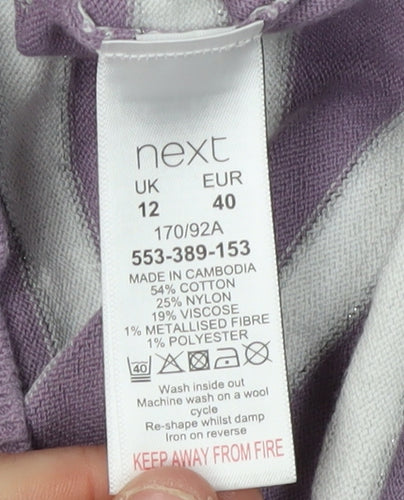 next
UK EUR
12 40
170/92A
553-389-153
MADE IN CAMBODIA
54% COTTON
25% NYLON
19% VISCOSE
1% METALLISED FIBRE
1% POLYESTER
40
Wash inside out
Machine wash on a wool
cycle
Re-shape whilst damp
Iron on reverse
KEEP AWAY FROM FIRE